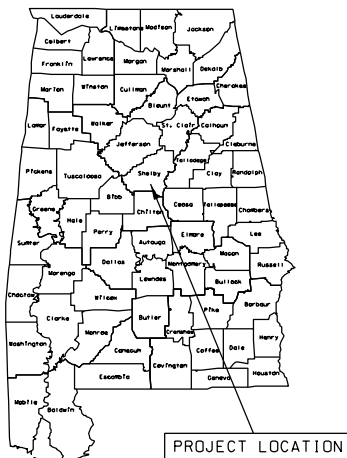 Lauderdale
Limestone Madison Jackson
Colbert
Lawrence
Franklin Morgan
Marshall Dekalb
Marion Winston Cullman Cherokee
Blount Etowah
Lamar Walker
Fayette St. Clair Calhoun
Jefferson Cleburne
Talladega
Pickens Shelby Clay Randolph
Tuscaloosa
Bibb Coosa Tallapoosa
Greene Chilton Chambers
Hale
Perry Elmore Lee
Sumter Autauga
Macon
Dallas Montgomery Russell
Marengo
Lowndes Bullock
Choctaw
Wilcox Barbour
Clarke Butler Pike
Crenshaw
Monroe Henry
Washington Coffee Dale
Conecuh
Covington
Escambia Geneva Houston
Mobile
Baldwin
PROJECT LOCATION